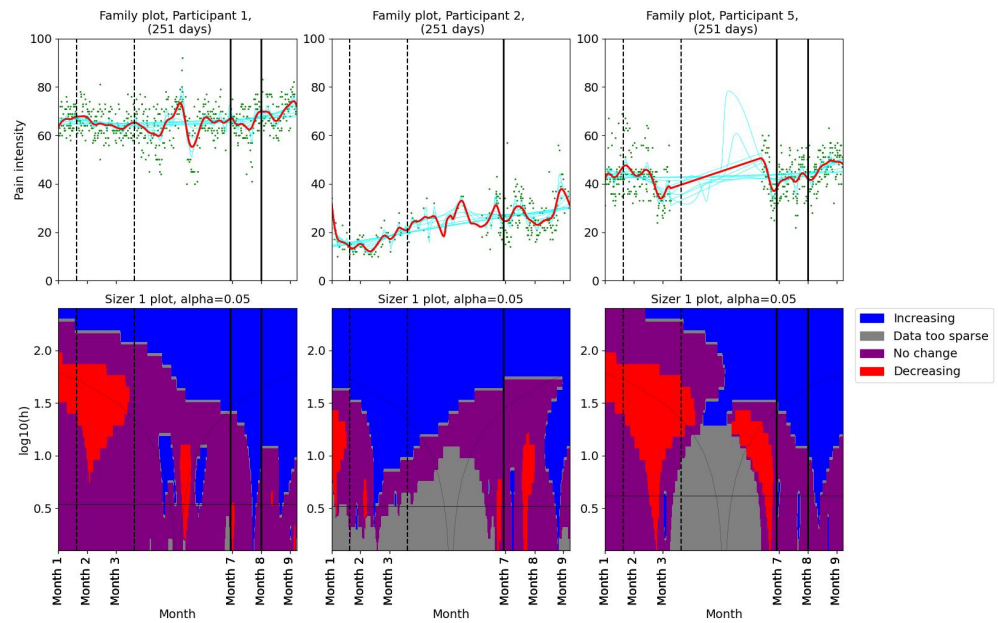 Family plot, Participant 1,
(251 days)
Family plot, Participant 2,
(251 days)
Family plot, Participant 5,
(251 days)
100
80
60
40
20
0
Pain intensity
100
80
60
40
20
0
100
80
60
40
20
0
Sizer 1 plot, alpha=0.05
Sizer 1 plot, alpha=0.05
Sizer 1 plot, alpha=0.05
2.0
1.5
1.0
0.5
log10(h)
2.0
1.5
1.0
0.5
2.0
1.5
1.0
0.5
Increasing
Data too sparse
No change
Decreasing
Month 1
Month 2
Month 3
Month 7
Month 8
Month 9
Month
Month 1
Month 2
Month 3
Month 7
Month 9
Month
Month 1
Month 2
Month 3
Month 7
Month 8
Month 9
Month